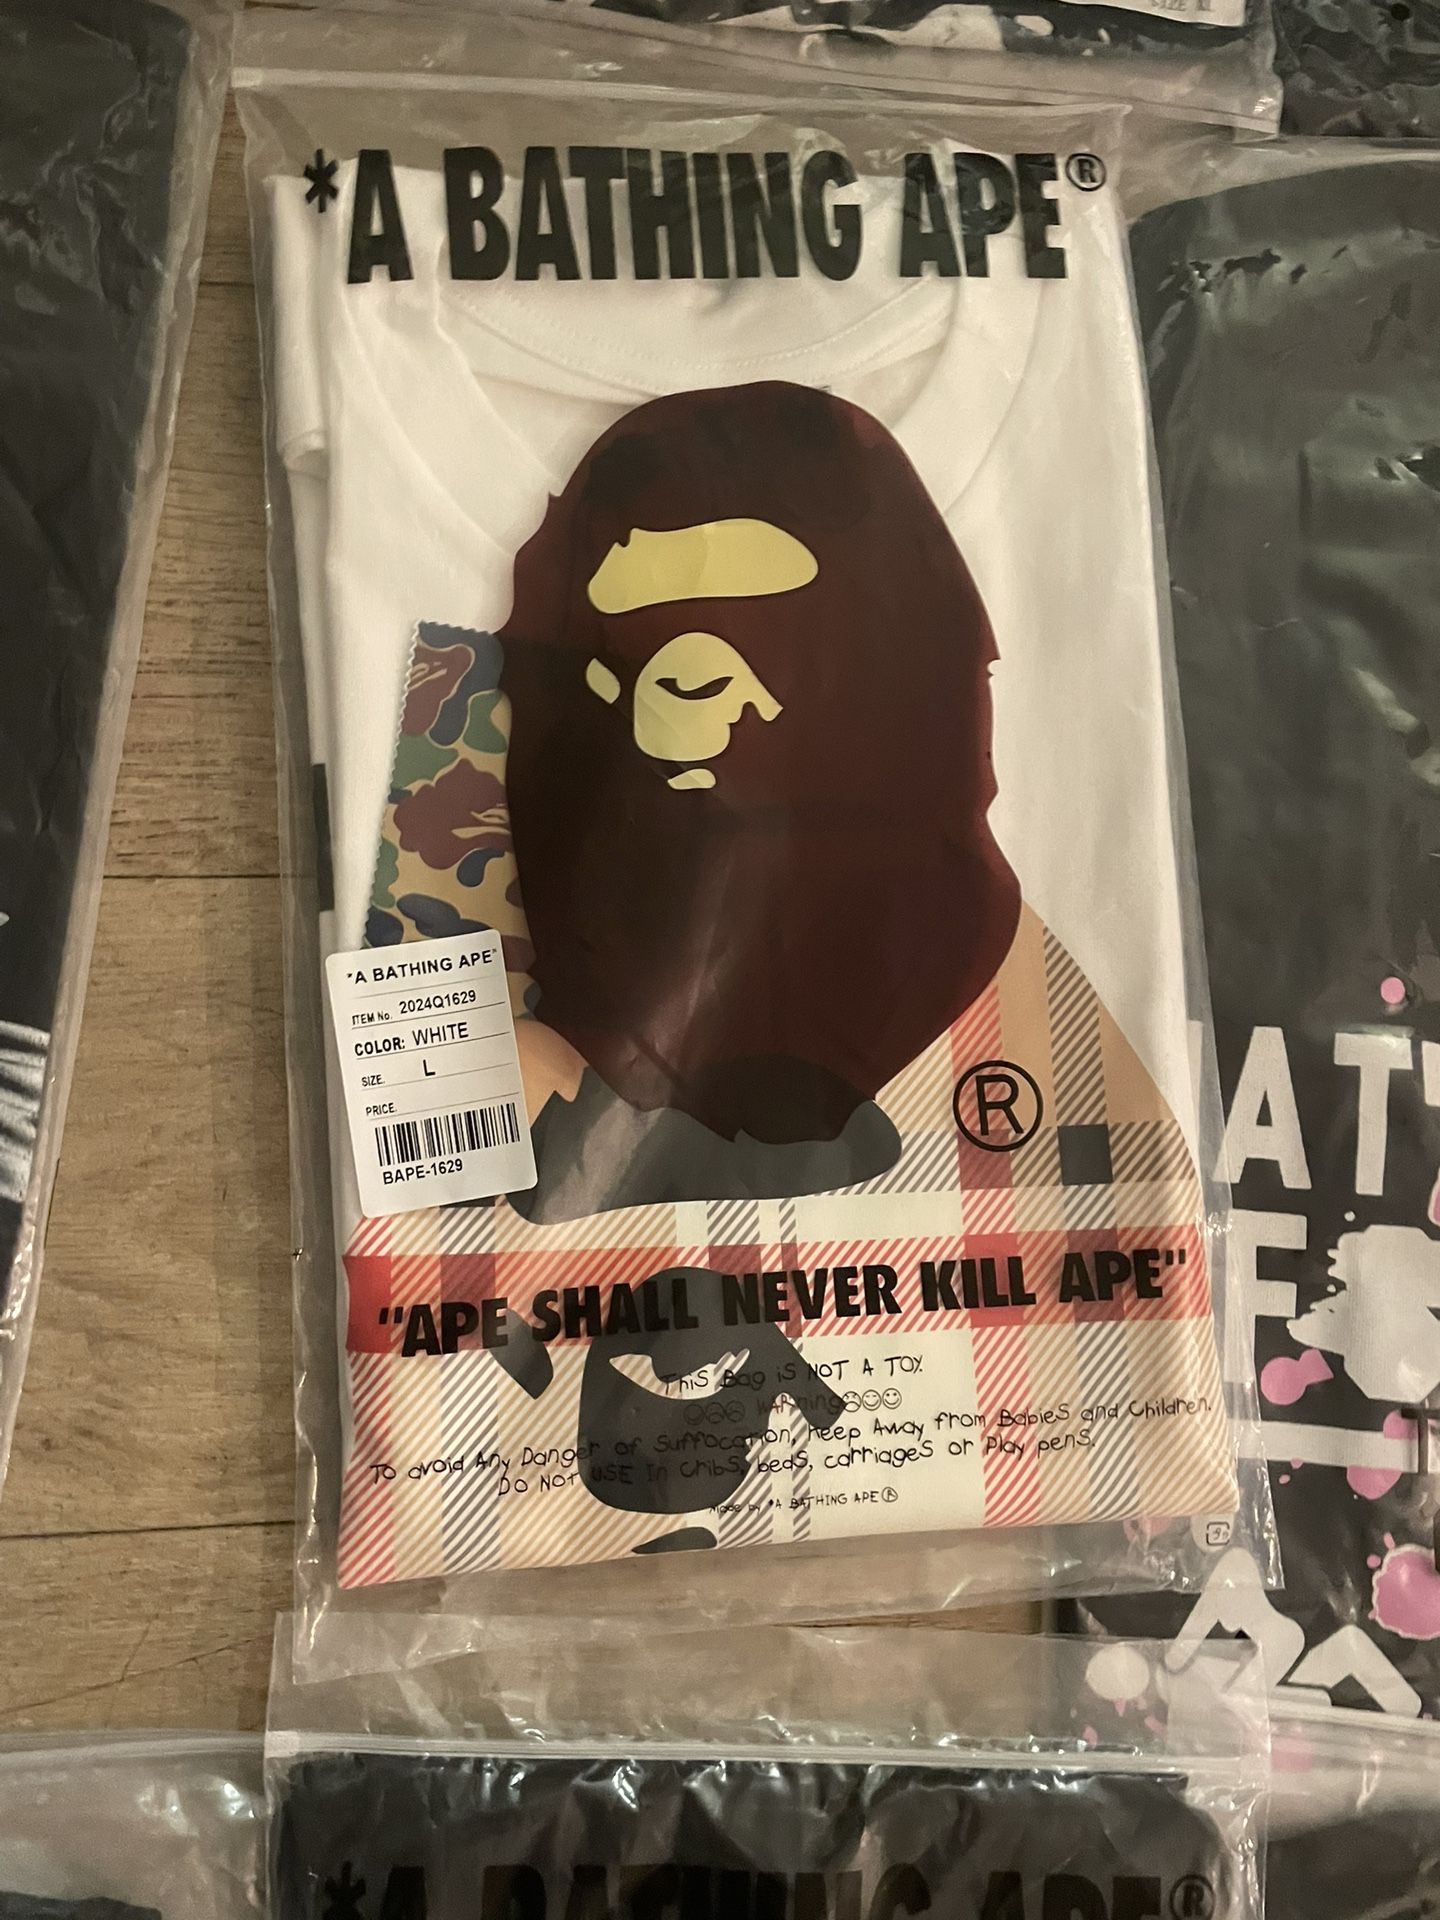 SIZE XL
*A BATHING APE®
"A BATHING APE"
ITEM No. 2024Q1629
COLOR: WHITE
SIZE. L
PRICE.
BAPE-1629
®
"APE SHALL NEVER KILL APE"
THiS Bag iS NOT A TOY.
WARning
To avoid Any Danger of Suffocation, Keep Away from Babies and Children.
DO NOT USE In Cribs, beds, carriages or Play pens.
Made by *A BATHING APE®
*A BATHING APE®